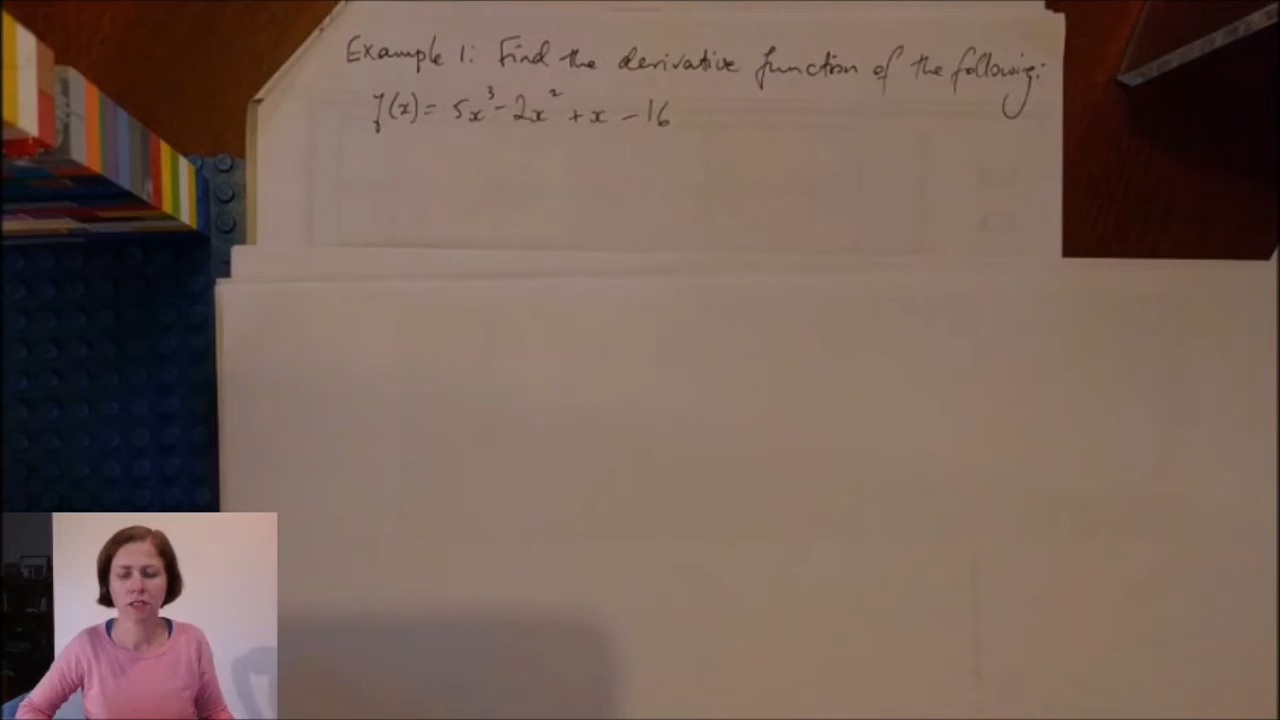 Example 1: Find the derivative function of the following:
f(x) = 5x³ - 2x² + x - 16